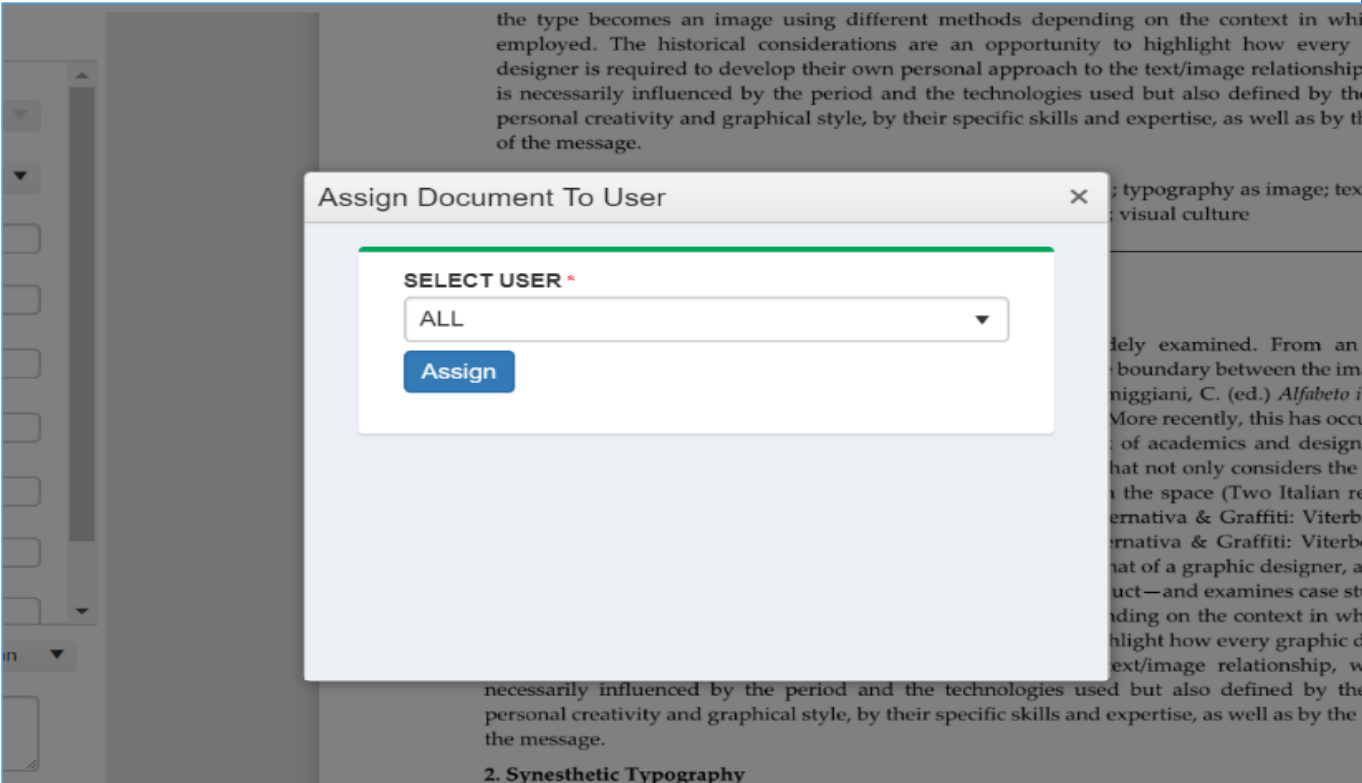 the type becomes an image using different methods depending on the context in whi
employed. The historical considerations are an opportunity to highlight how every
designer is required to develop their own personal approach to the text/image relationship
is necessarily influenced by the period and the technologies used but also defined by the
personal creativity and graphical style, by their specific skills and expertise, as well as by th
of the message.
Assign Document To User ×
; typography as image; tex
; visual culture
SELECT USER *
ALL
Assign
dely examined. From an
boundary between the im
miggiani, C. (ed.) Alfabeto i
More recently, this has occu
of academics and design
hat not only considers the
n the space (Two Italian re
ernativa & Graffiti: Viterb
ernativa & Graffiti: Viterb
hat of a graphic designer, a
uct—and examines case stu
nding on the context in wh
hlight how every graphic d
ext/image relationship, w
on
necessarily influenced by the period and the technologies used but also defined by the
personal creativity and graphical style, by their specific skills and expertise, as well as by the
the message.
2. Synesthetic Typography